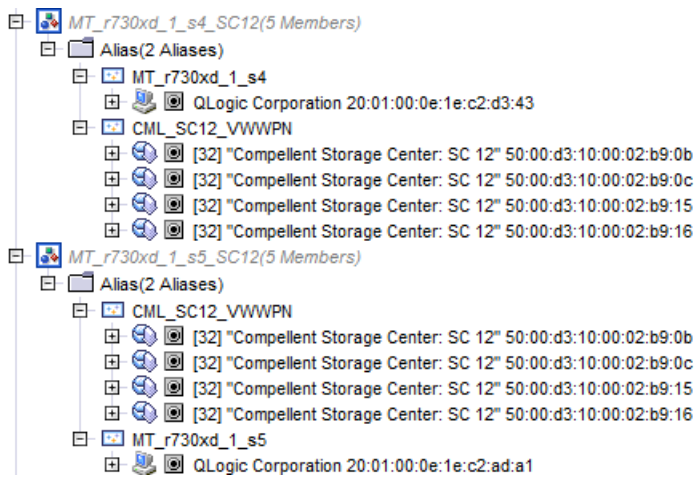 MT_r730xd_1_s4_SC12(5 Members)
Alias(2 Aliases)
MT_r730xd_1_s4
QLogic Corporation 20:01:00:0e:1e:c2:d3:43
CML_SC12_VWWPN
[32] "Compellent Storage Center: SC 12" 50:00:d3:10:00:02:b9:0b
[32] "Compellent Storage Center: SC 12" 50:00:d3:10:00:02:b9:0c
[32] "Compellent Storage Center: SC 12" 50:00:d3:10:00:02:b9:15
[32] "Compellent Storage Center: SC 12" 50:00:d3:10:00:02:b9:16
MT_r730xd_1_s5_SC12(5 Members)
Alias(2 Aliases)
CML_SC12_VWWPN
[32] "Compellent Storage Center: SC 12" 50:00:d3:10:00:02:b9:0b
[32] "Compellent Storage Center: SC 12" 50:00:d3:10:00:02:b9:0c
[32] "Compellent Storage Center: SC 12" 50:00:d3:10:00:02:b9:15
[32] "Compellent Storage Center: SC 12" 50:00:d3:10:00:02:b9:16
MT_r730xd_1_s5
QLogic Corporation 20:01:00:0e:1e:c2:ad:a1